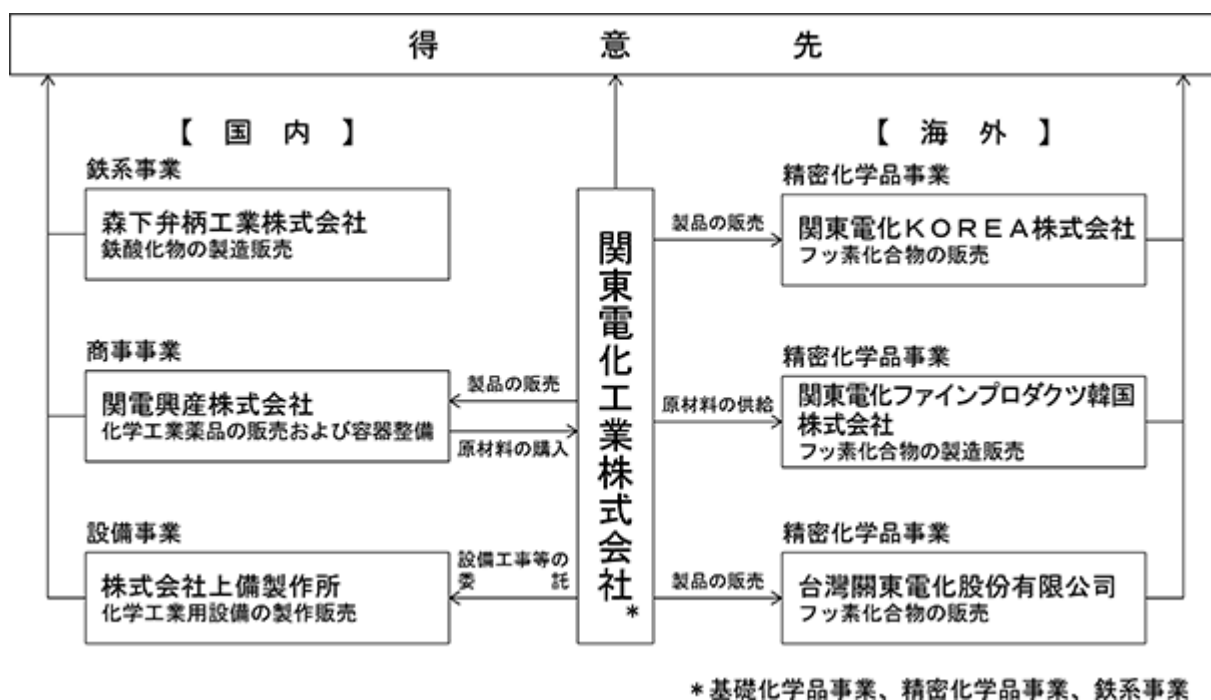 得意先
【国内】
鉄系事業
森下弁柄工業株式会社
鉄酸化物の製造販売
商事事業
関電興産株式会社
化学工業薬品の販売および容器整備
設備事業
株式会社上備製作所
化学工業用設備の製作販売
製品の販売
原材料の購入
設備工事等の
委託
関東電化工業株式会社*
製品の販売
原材料の供給
製品の販売
【海外】
精密化学品事業
関東電化KOREA株式会社
フッ素化合物の販売
精密化学品事業
関東電化ファインプロダクツ韓国
株式会社
フッ素化合物の製造販売
精密化学品事業
台灣關東電化股份有限公司
フッ素化合物の販売
*基礎化学品事業、精密化学品事業、鉄系事業